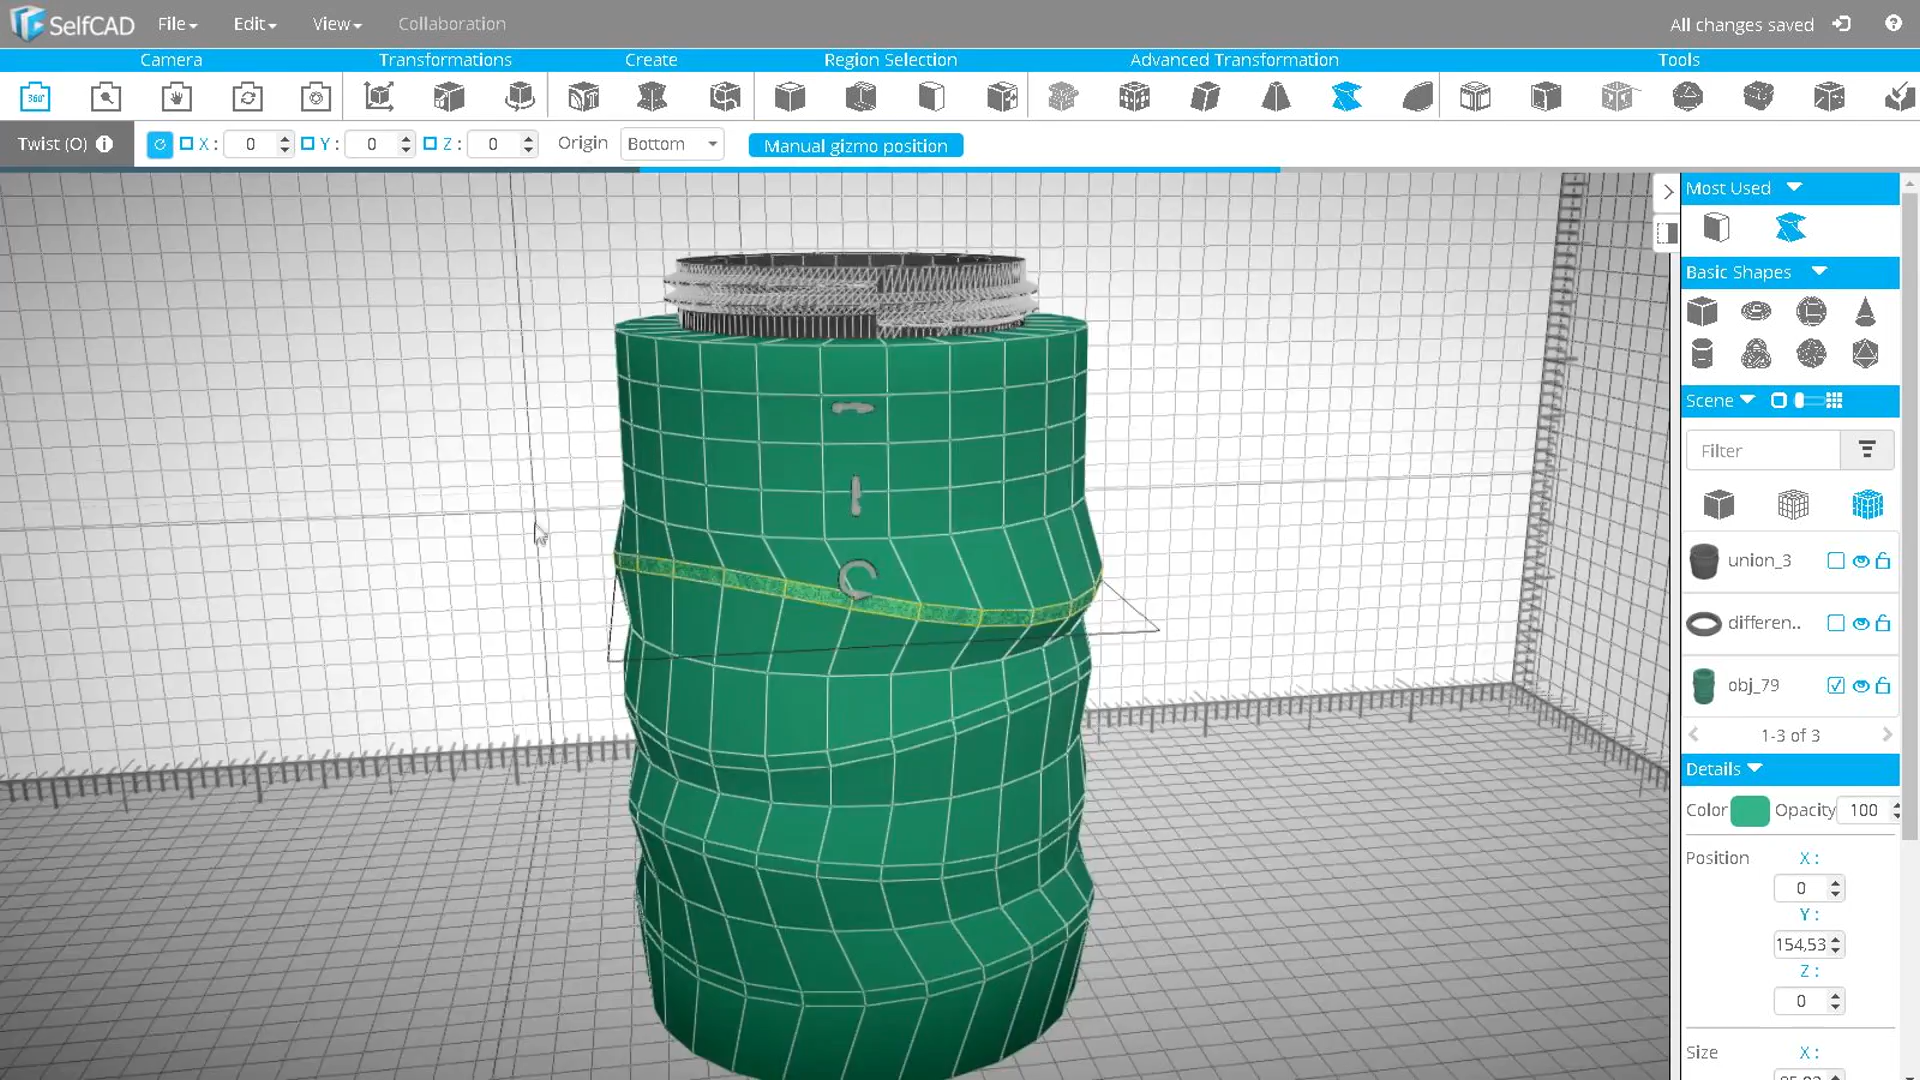 SelfCAD File Edit View Collaboration All changes saved
Camera Transformations Create Region Selection Advanced Transformation Tools
360°
Twist (O) X : 0 Y : 0 Z : 0 Origin Bottom Manual gizmo position
Most Used
Basic Shapes
Scene
Filter
union_3
differen..
obj_79
1-3 of 3
Details
Color Opacity 100
Position X :
0
Y :
154,53
Z :
0
Size X :